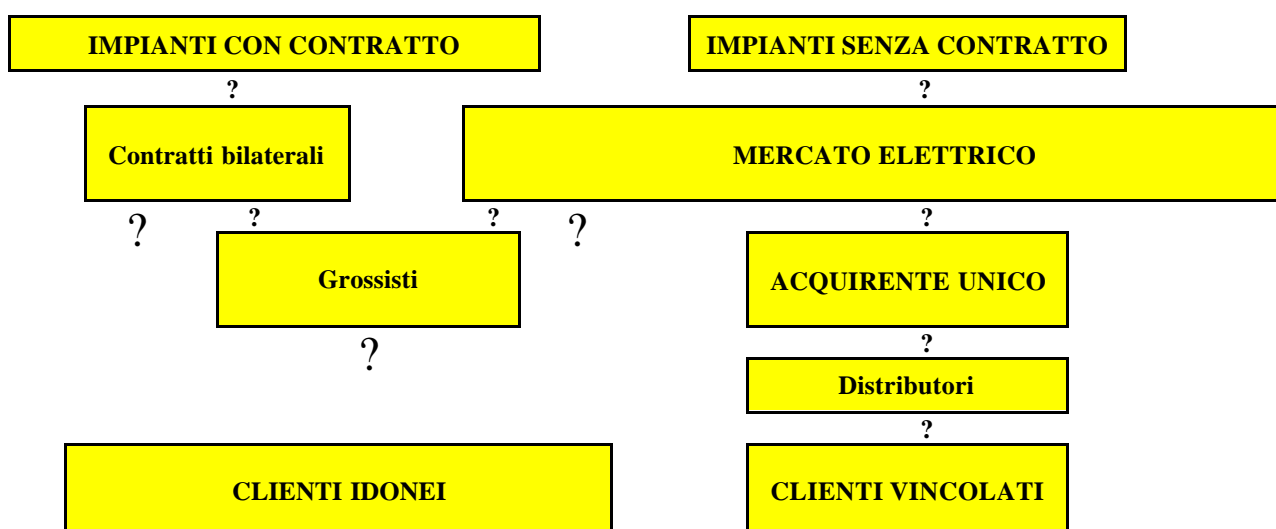 IMPIANTI CON CONTRATTO
IMPIANTI SENZA CONTRATTO
?
?
Contratti bilaterali
MERCATO ELETTRICO
?
?
?
?
?
Grossisti
ACQUIRENTE UNICO
?
?
Distributori
?
CLIENTI IDONEI
CLIENTI VINCOLATI